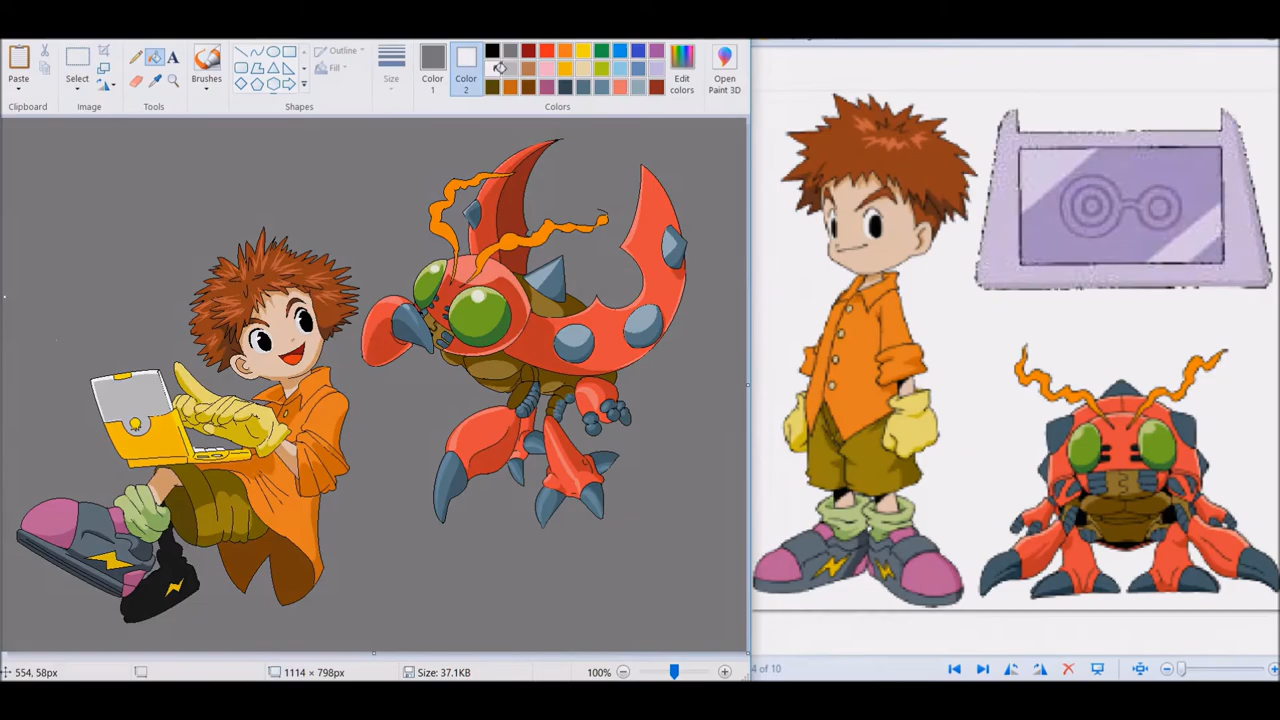 Outline
Fill
Paste
Select
A
Brushes
Size
Color
1
Color
2
Edit
colors
Open
Paint 3D
Clipboard
Image
Tools
Shapes
Colors
554, 58px
1114 × 798px
Size: 37.1KB
100%
4 of 10